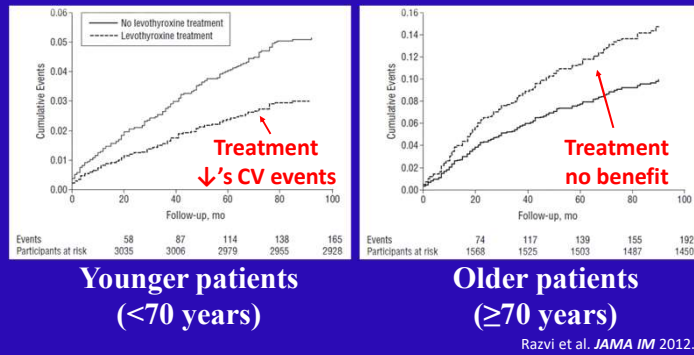 No levothyroxine treatment
Levothyroxine treatment
Cumulative Events
0.06
0.05
0.04
0.03
0.02
0.01
0.00
0 20 40 60 80 100
Follow-up, mo
Treatment
↓'s CV events
Events 58 87 114 138 165
Participants at risk 3035 3006 2979 2955 2928
Younger patients
(<70 years)
Cumulative Events
0.16
0.14
0.12
0.10
0.08
0.06
0.04
0.02
0.00
0 20 40 60 80 100
Follow-up, mo
Treatment
no benefit
Events 74 117 139 155 192
Participants at risk 1568 1525 1503 1487 1450
Older patients
(≥70 years)
Razvi et al. JAMA IM 2012.